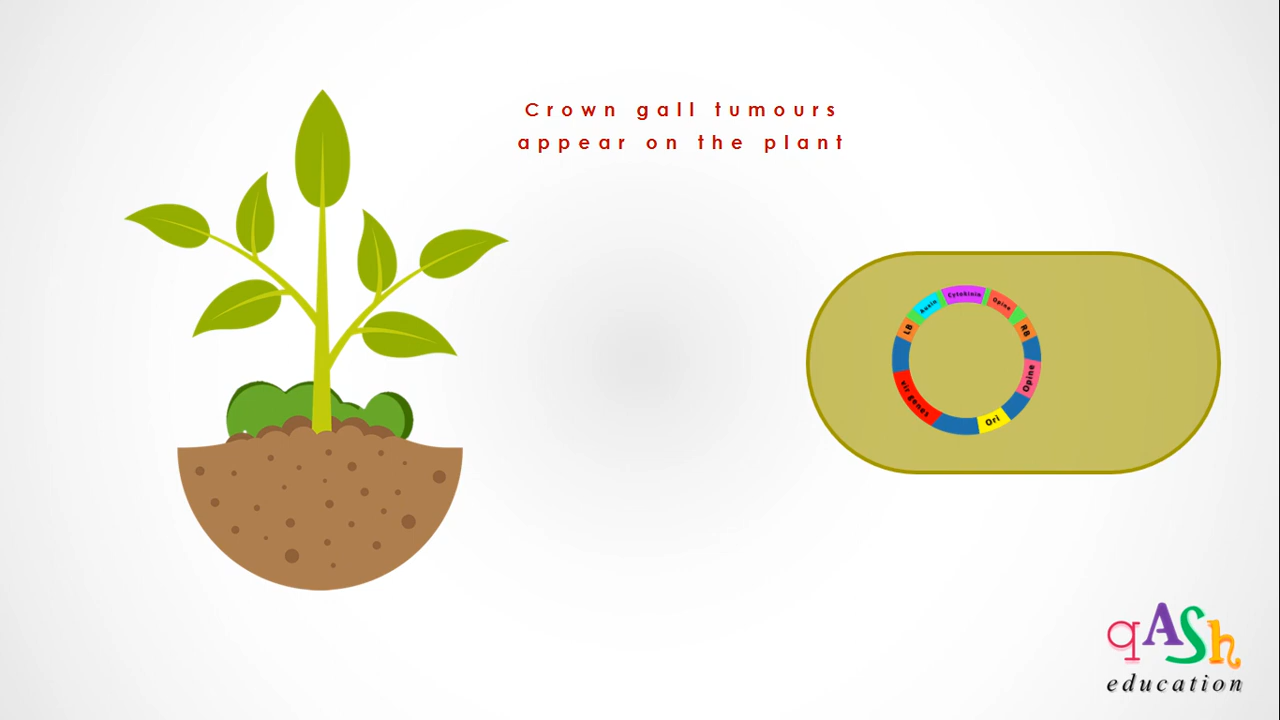 Crown gall tumours
appear on the plant
LB
Auxin
Cytokinin
Opine
RB
Opine
Ori
vir genes
qASh
education